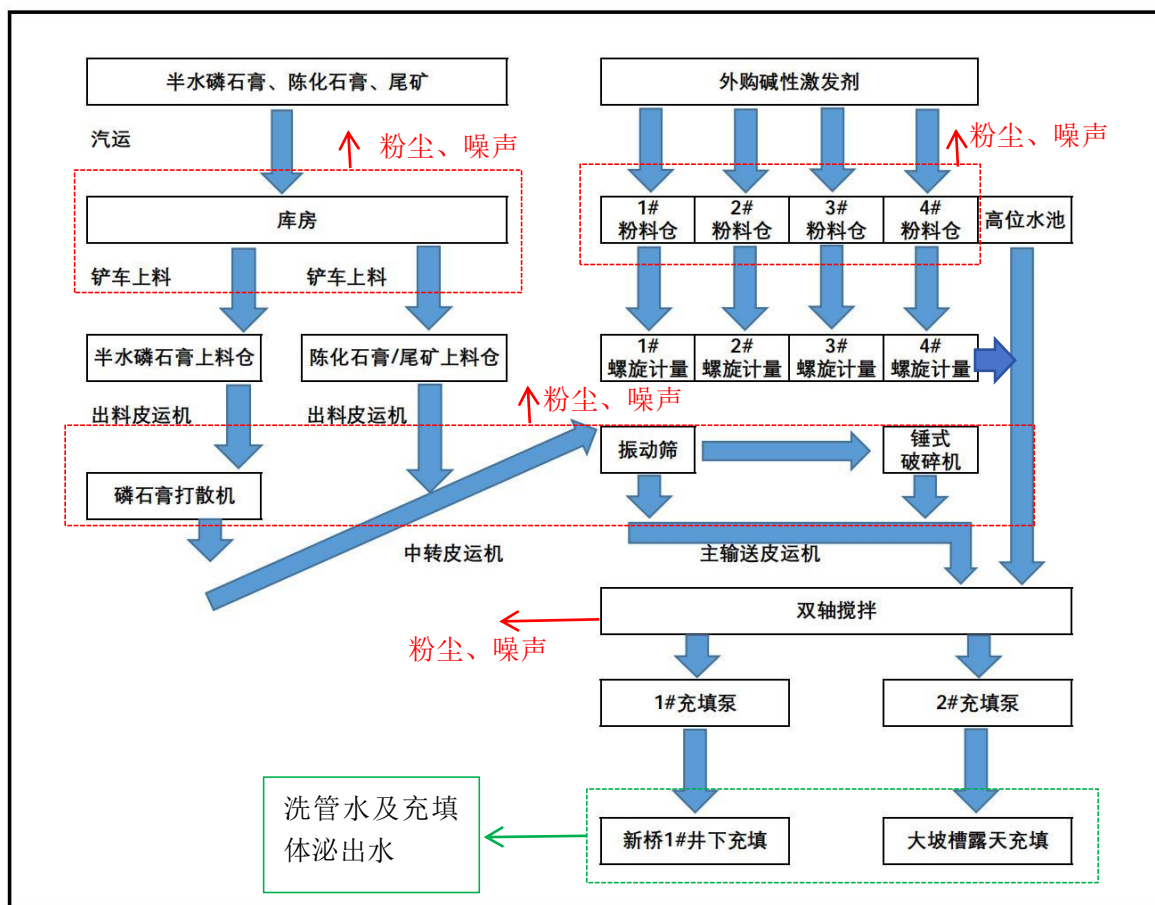 半水磷石膏、陈化石膏、尾矿
外购碱性激发剂
汽运
粉尘、噪声
粉尘、噪声
库房
1#
粉料仓
2#
粉料仓
3#
粉料仓
4#
粉料仓
高位水池
铲车上料
铲车上料
半水磷石膏上料仓
陈化石膏/尾矿上料仓
1#
螺旋计量
2#
螺旋计量
3#
螺旋计量
4#
螺旋计量
出料皮运机
出料皮运机
粉尘、噪声
振动筛
锤式
破碎机
磷石膏打散机
中转皮运机
主输送皮运机
双轴搅拌
粉尘、噪声
1#充填泵
2#充填泵
洗管水及充填
体泌出水
新桥1#井下充填
大坡槽露天充填